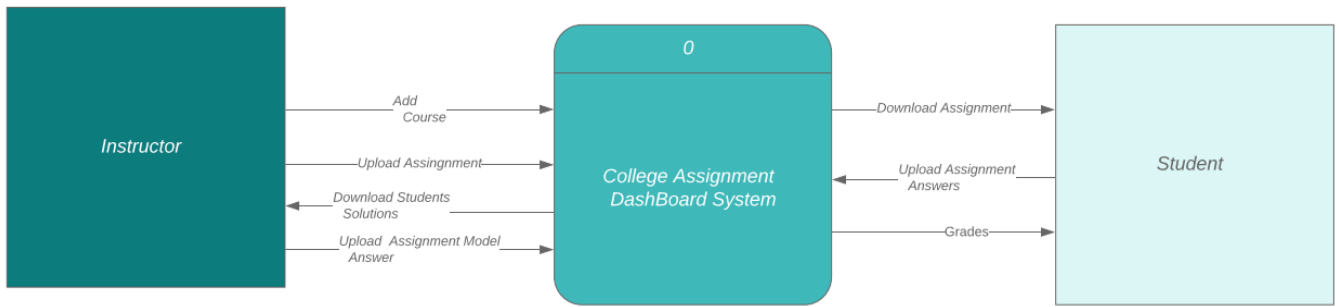 Instructor
Add
Course
Upload Assingnment
Download Students
Solutions
Upload Assignment Model
Answer
0
College Assignment
DashBoard System
Download Assignment
Upload Assignment
Answers
Grades
Student